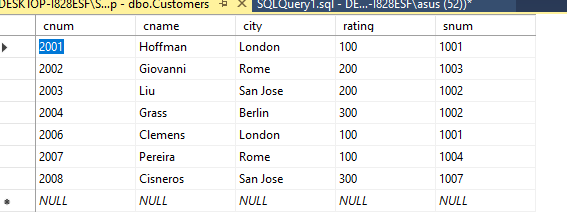 DESKTOP-I828ESF\S...p - dbo.Customers SQLQuery1.sql - DE...-I828ESF\asus (52))*
cnum cname city rating snum
2001 Hoffman London 100 1001
2002 Giovanni Rome 200 1003
2003 Liu San Jose 200 1002
2004 Grass Berlin 300 1002
2006 Clemens London 100 1001
2007 Pereira Rome 100 1004
2008 Cisneros San Jose 300 1007
NULL NULL NULL NULL NULL